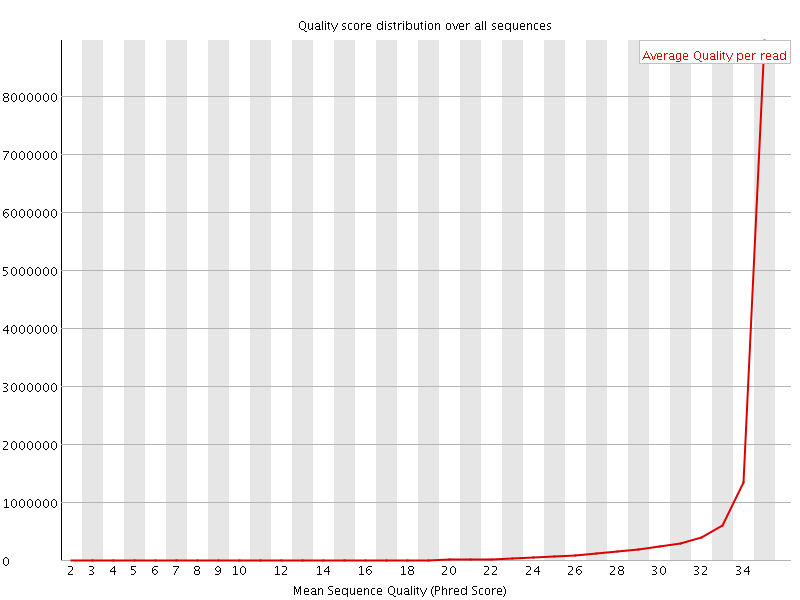 Quality score distribution over all sequences
Average Quality per read
8000000
7000000
6000000
5000000
4000000
3000000
2000000
1000000
0
2 3 4 5 6 7 8 9 10 12 14 16 18 20 22 24 26 28 30 32 34
Mean Sequence Quality (Phred Score)